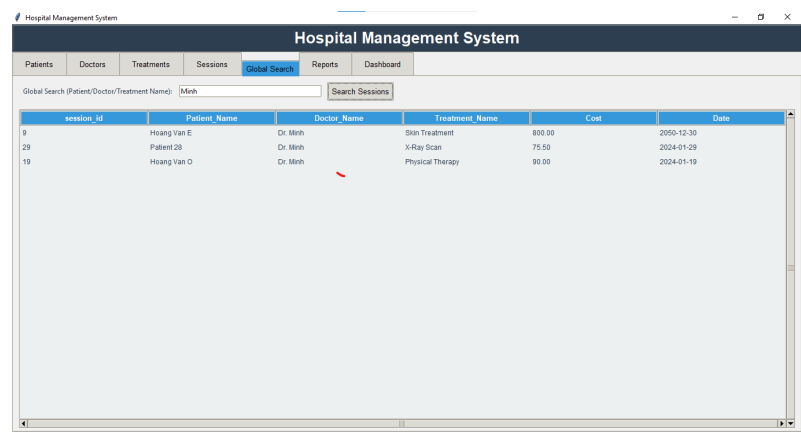 Hospital Management System
Hospital Management System
Patients Doctors Treatments Sessions Global Search Reports Dashboard
Global Search (Patient/Doctor/Treatment Name): Minh Search Sessions
session_id Patient_Name Doctor_Name Treatment_Name Cost Date
9 Hoang Van E Dr. Minh Skin Treatment 800.00 2050-12-30
29 Patient 28 Dr. Minh X-Ray Scan 75.50 2024-01-29
19 Hoang Van O Dr. Minh Physical Therapy 90.00 2024-01-19